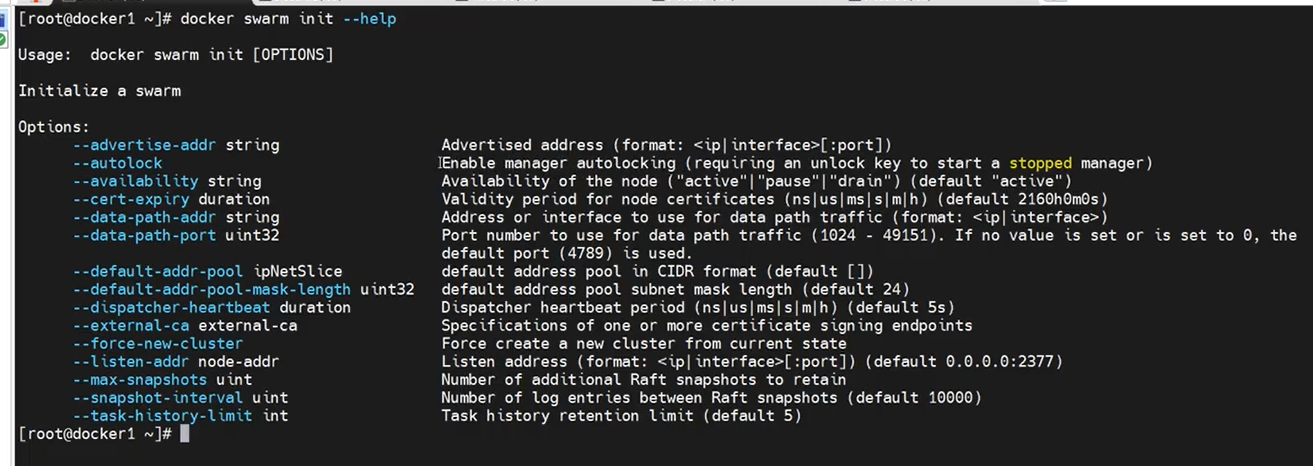 [root@docker1 ~]# docker swarm init --help
Usage:  docker swarm init [OPTIONS]
Initialize a swarm
Options:
      --advertise-addr string                  Advertised address (format: <ip|interface>[:port])
      --autolock                               Enable manager autolocking (requiring an unlock key to start a stopped manager)
      --availability string                    Availability of the node ("active"|"pause"|"drain") (default "active")
      --cert-expiry duration                   Validity period for node certificates (ns|us|ms|s|m|h) (default 2160h0m0s)
      --data-path-addr string                  Address or interface to use for data path traffic (format: <ip|interface>)
      --data-path-port uint32                  Port number to use for data path traffic (1024 - 49151). If no value is set or is set to 0, the
                                               default port (4789) is used.
      --default-addr-pool ipNetSlice           default address pool in CIDR format (default [])
      --default-addr-pool-mask-length uint32   default address pool subnet mask length (default 24)
      --dispatcher-heartbeat duration          Dispatcher heartbeat period (ns|us|ms|s|m|h) (default 5s)
      --external-ca external-ca                Specifications of one or more certificate signing endpoints
      --force-new-cluster                      Force create a new cluster from current state
      --listen-addr node-addr                  Listen address (format: <ip|interface>[:port]) (default 0.0.0.0:2377)
      --max-snapshots uint                     Number of additional Raft snapshots to retain
      --snapshot-interval uint                 Number of log entries between Raft snapshots (default 10000)
      --task-history-limit int                 Task history retention limit (default 5)
[root@docker1 ~]#